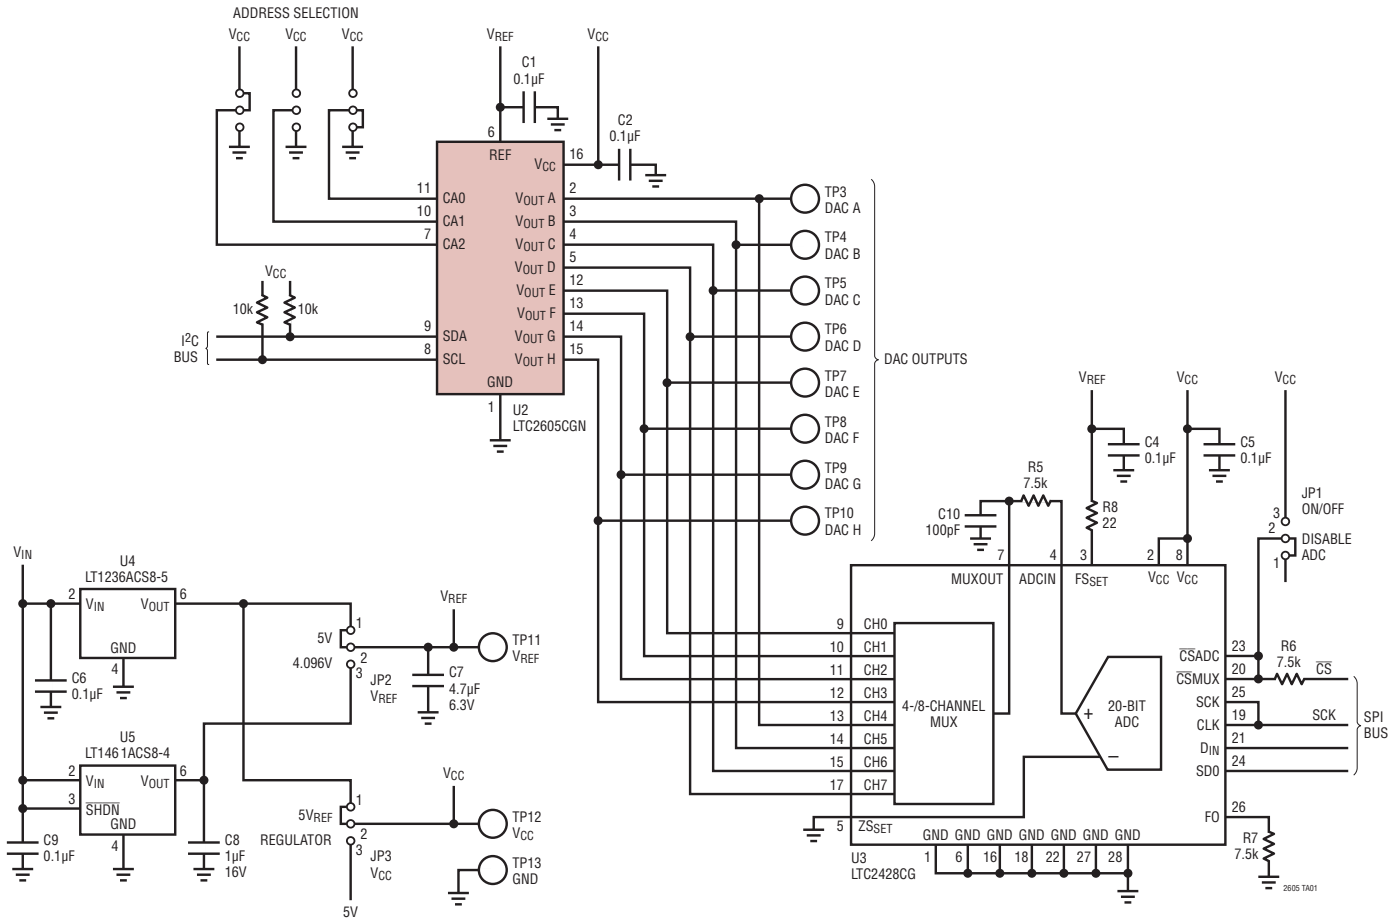 ADDRESS SELECTION
VCC VCC VCC
VREF
VCC
C1
0.1µF
C2
0.1µF
6
REF
VCC
16
11 CA0
10 CA1
7 CA2
VOUT A 2
VOUT B 3
VOUT C 4
VOUT D 5
VOUT E 12
VOUT F 13
VOUT G 14
VOUT H 15
VCC
10k 10k
I2C
BUS
9 SDA
8 SCL
GND
1
U2
LTC2605CGN
TP3
DAC A
TP4
DAC B
TP5
DAC C
TP6
DAC D
TP7
DAC E
TP8
DAC F
TP9
DAC G
TP10
DAC H
DAC OUTPUTS
VREF
VCC
VCC
C4
0.1µF
C5
0.1µF
R5
7.5k
C10
100pF
R8
22
JP1
ON/OFF
3
2
1
DISABLE
ADC
7 4 3 2 8
MUXOUT ADCIN FSSET VCC VCC
9 CH0
10 CH1
11 CH2
12 CH3
13 CH4
14 CH5
15 CH6
17 CH7
4-/8-CHANNEL
MUX
+
20-BIT
ADC
–
5 ZSSET
CSADC 23
CSMUX 20
SCK 25
CLK 19
DIN 21
SD0 24
FO 26
R6
7.5k
CS
SCK
SPI
BUS
R7
7.5k
GND GND GND GND GND GND GND
1 6 16 18 22 27 28
U3
LTC2428CG
2605 TA01
VIN
U4
LT1236ACS8-5
2 VIN
VOUT 6
GND
4
C6
0.1µF
5V
4.096V
1
2
3
JP2
VREF
VREF
C7
4.7µF
6.3V
TP11
VREF
U5
LT1461ACS8-4
2 VIN
VOUT 6
3 SHDN
GND
4
C9
0.1µF
C8
1µF
16V
5VREF
REGULATOR
1
2
3
JP3
VCC
5V
VCC
TP12
VCC
TP13
GND